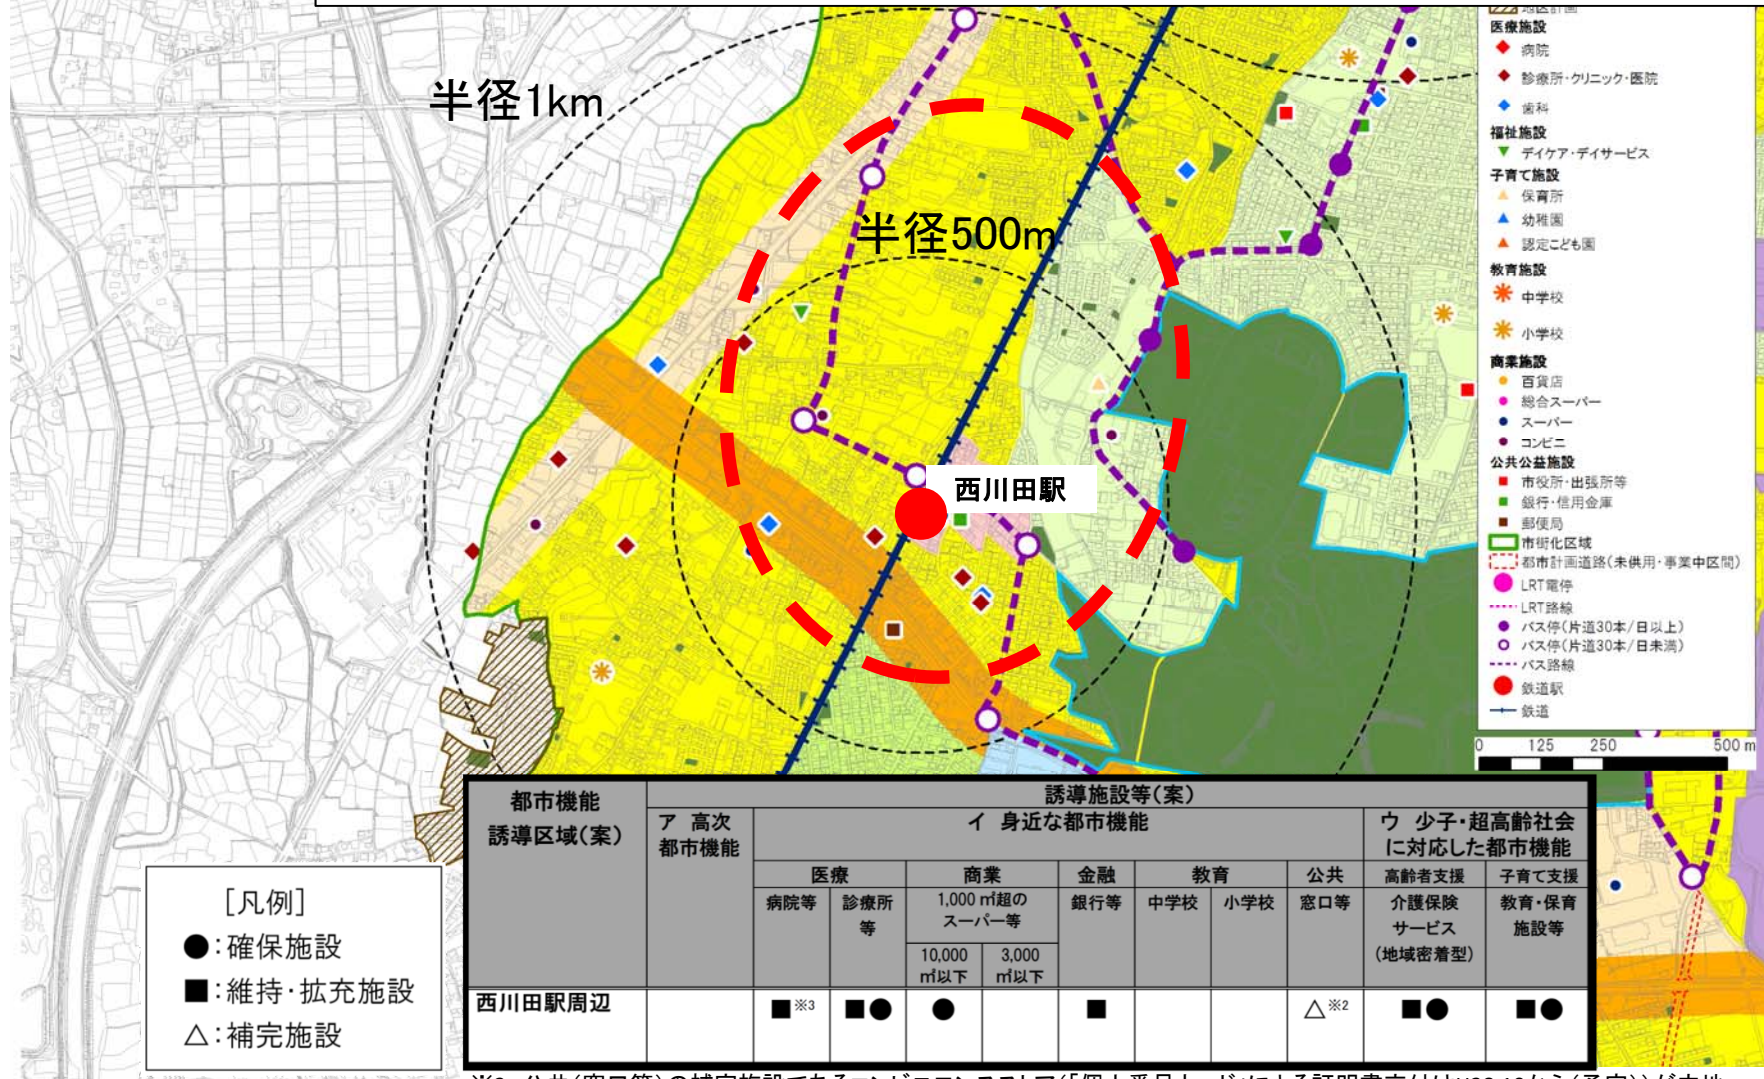 半径1km
半径500m
西川田駅
地区計画
医療施設
病院
診療所・クリニック・医院
歯科
福祉施設
デイケア・デイサービス
子育て施設
保育所
幼稚園
認定こども園
教育施設
中学校
小学校
商業施設
百貨店
総合スーパー
スーパー
コンビニ
公共公益施設
市役所・出張所等
銀行・信用金庫
郵便局
市街化区域
都市計画道路(未供用・事業中区間)
LRT電停
LRT路線
バス停(片道30本/日以上)
バス停(片道30本/日未満)
バス路線
鉄道駅
鉄道
0 125 250 500 m
[凡例]
●:確保施設
■:維持・拡充施設
△:補完施設
都市機能
誘導区域(案)
誘導施設等(案)
ア 高次
都市機能
イ 身近な都市機能
ウ 少子・超高齢社会
に対応した都市機能
医療 商業 金融 教育 公共 高齢者支援 子育て支援
病院等
診療所
等
1,000 ㎡超の
スーパー等
10,000
㎡以下
3,000
㎡以下
銀行等
中学校
小学校
窓口等
介護保険
サービス
(地域密着型)
教育・保育
施設等
西川田駅周辺 ■※3 ■● ● ■ △※2 ■● ■●